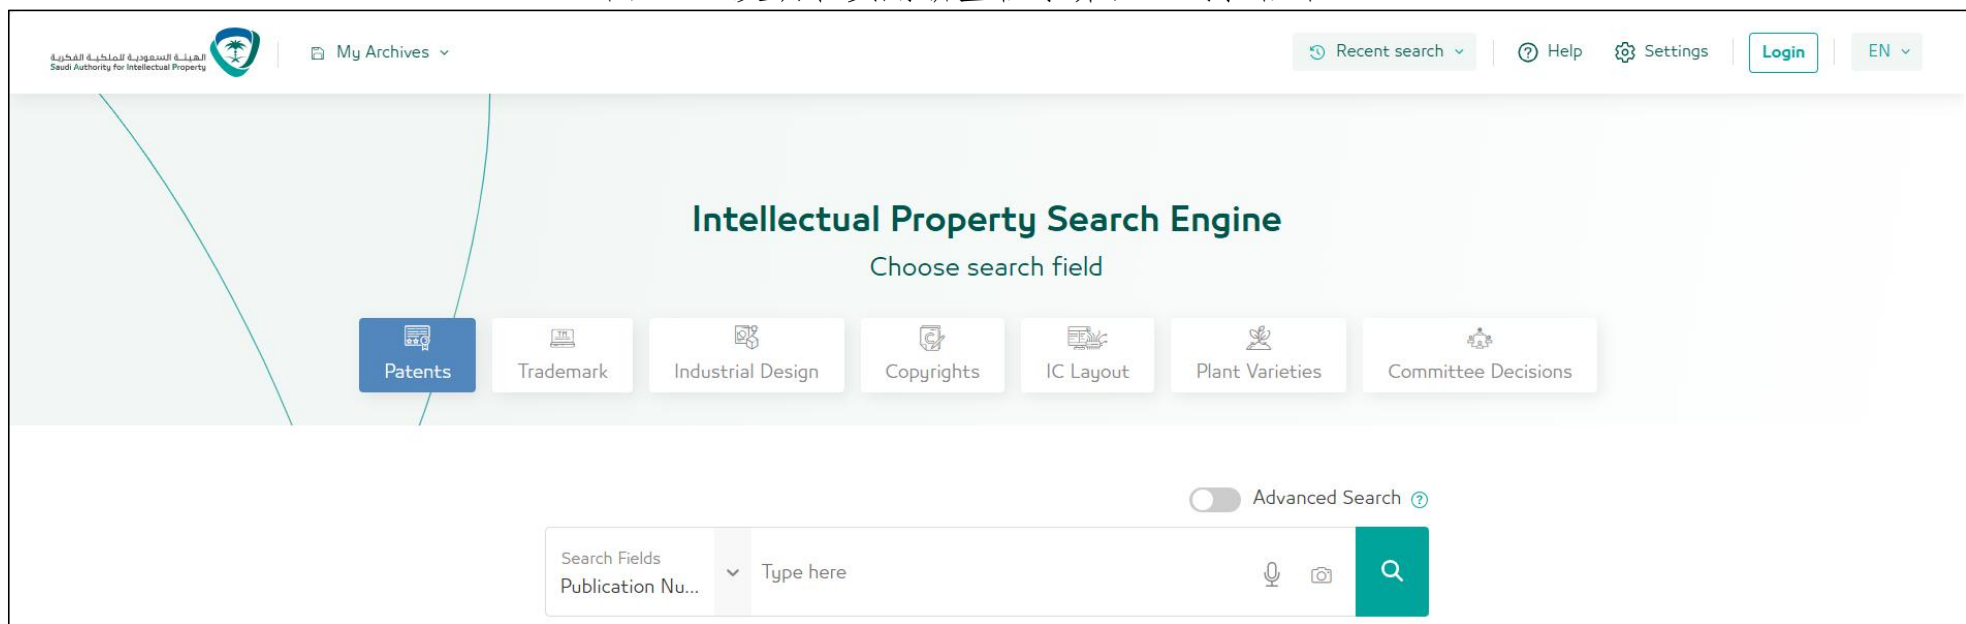 الهيئة السعودية للملكية الفكرية
Saudi Authority for Intellectual Property
My Archives
Recent search
Help
Settings
Login
EN
Intellectual Property Search Engine
Choose search field
Patents
Trademark
Industrial Design
Copyrights
IC Layout
Plant Varieties
Committee Decisions
Advanced Search
Search Fields
Publication Nu...
Type here